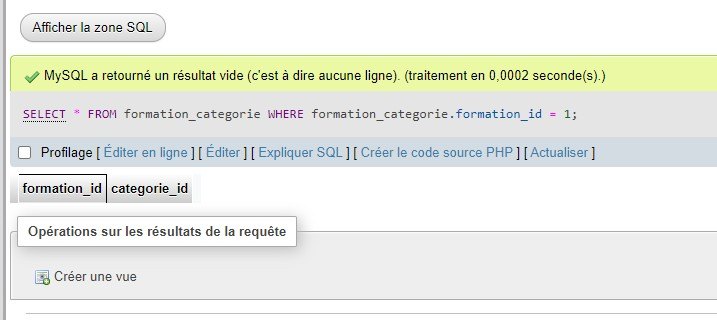 Afficher la zone SQL
MySQL a retourné un résultat vide (c'est à dire aucune ligne). (traitement en 0,0002 seconde(s).)
SELECT * FROM formation_categorie WHERE formation_categorie.formation_id = 1;
Profilage [ Éditer en ligne ] [ Éditer ] [ Expliquer SQL ] [ Créer le code source PHP ] [ Actualiser ]
formation_id categorie_id
Opérations sur les résultats de la requête
Créer une vue